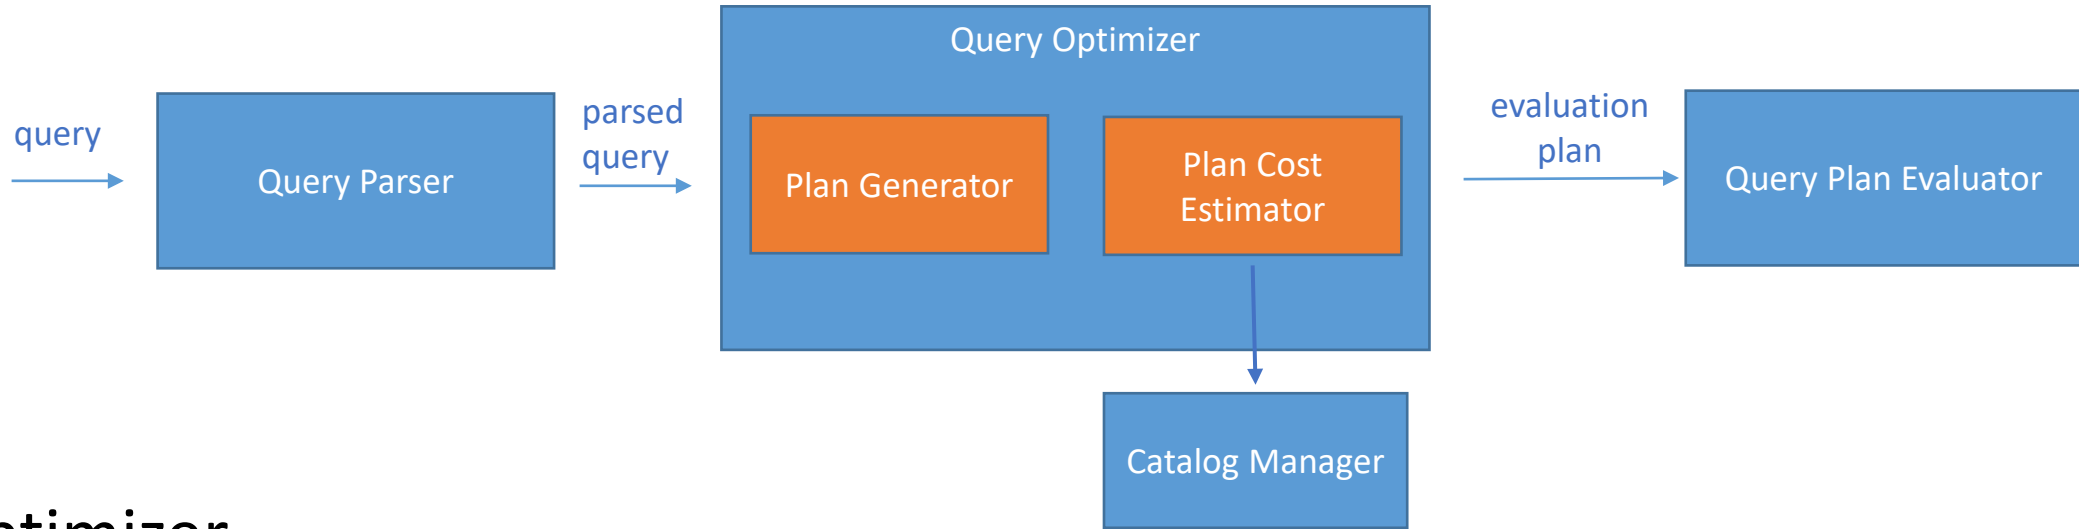 Query Optimizer
query
Query Parser
parsed
query
Plan Generator
Plan Cost
Estimator
evaluation
plan
Query Plan Evaluator
Catalog Manager